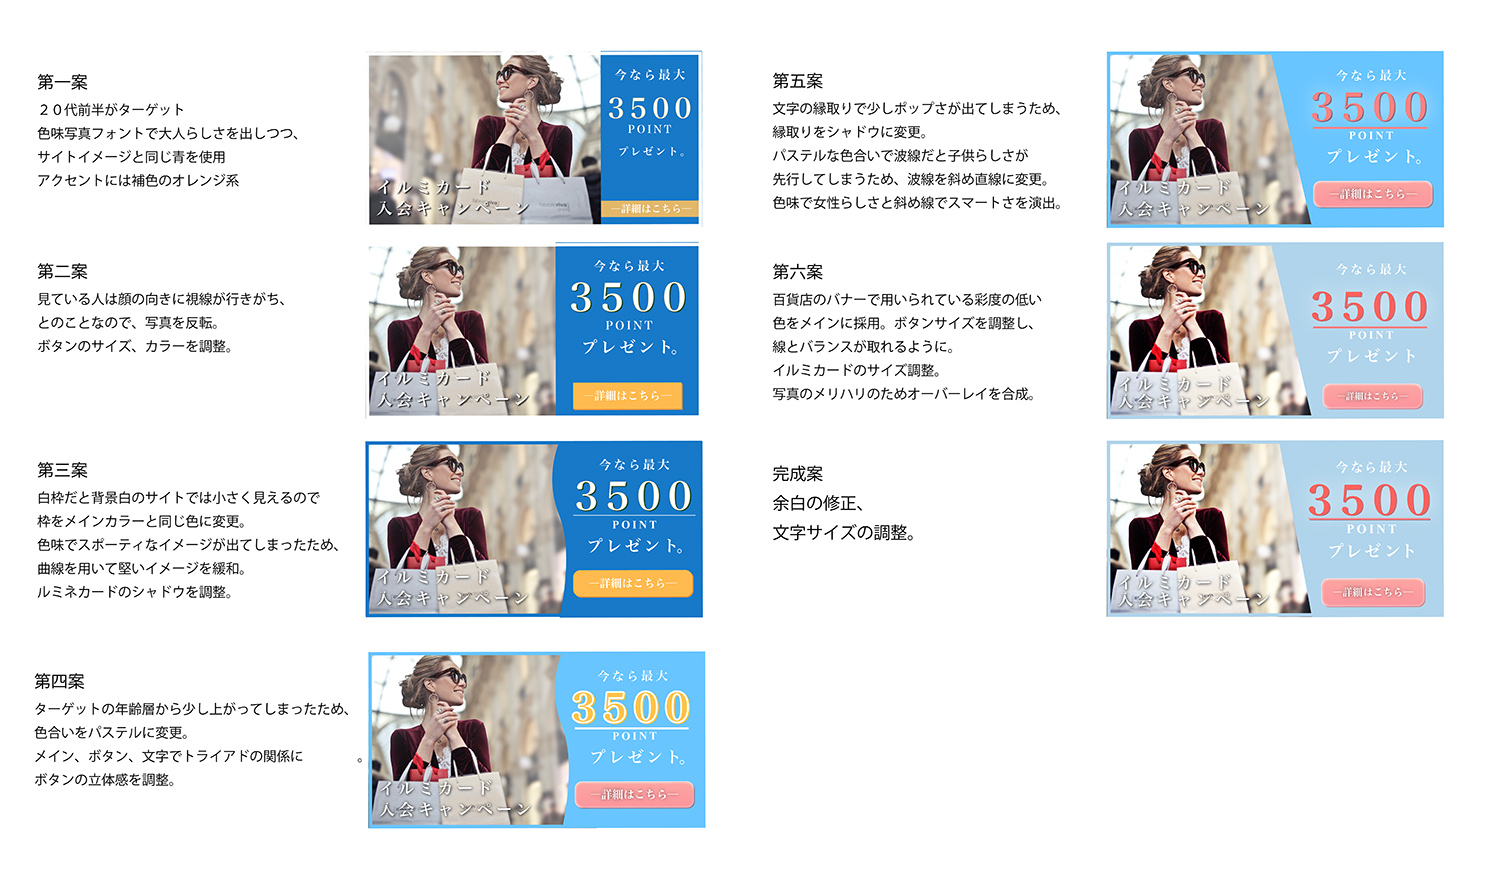 第一案
２０代前半がターゲット
色味写真フォントで大人らしさを出しつつ、
サイトイメージと同じ青を使用
アクセントには補色のオレンジ系
今なら最大
3500
POINT
プレゼント。
イルミカード
入会キャンペーン
―詳細はこちら―
第二案
見ている人は顔の向きに視線が行きがち、
とのことなので、写真を反転。
ボタンのサイズ、カラーを調整。
今なら最大
3500
POINT
プレゼント。
イルミカード
入会キャンペーン
―詳細はこちら―
第三案
白枠だと背景白のサイトでは小さく見えるので
枠をメインカラーと同じ色に変更。
色味でスポーティなイメージが出てしまったため、
曲線を用いて堅いイメージを緩和。
ルミネカードのシャドウを調整。
今なら最大
3500
POINT
プレゼント。
イルミカード
入会キャンペーン
―詳細はこちら―
第四案
ターゲットの年齢層から少し上がってしまったため、
色合いをパステルに変更。
メイン、ボタン、文字でトライアドの関係に　　　　。
ボタンの立体感を調整。
今なら最大
3500
POINT
プレゼント。
イルミカード
入会キャンペーン
―詳細はこちら―
第五案
文字の縁取りで少しポップさが出てしまうため、
縁取りをシャドウに変更。
パステルな色合いで波線だと子供らしさが
先行してしまうため、波線を斜め直線に変更。
色味で女性らしさと斜め線でスマートさを演出。
今なら最大
3500
POINT
プレゼント。
イルミカード
入会キャンペーン
―詳細はこちら―
第六案
百貨店のバナーで用いられている彩度の低い
色をメインに採用。ボタンサイズを調整し、
線とバランスが取れるように。
イルミカードのサイズ調整。
写真のメリハリのためオーバーレイを合成。
今なら最大
3500
POINT
プレゼント
イルミカード
入会キャンペーン
―詳細はこちら―
完成案
余白の修正、
文字サイズの調整。
今なら最大
3500
POINT
プレゼント
イルミカード
入会キャンペーン
―詳細はこちら―